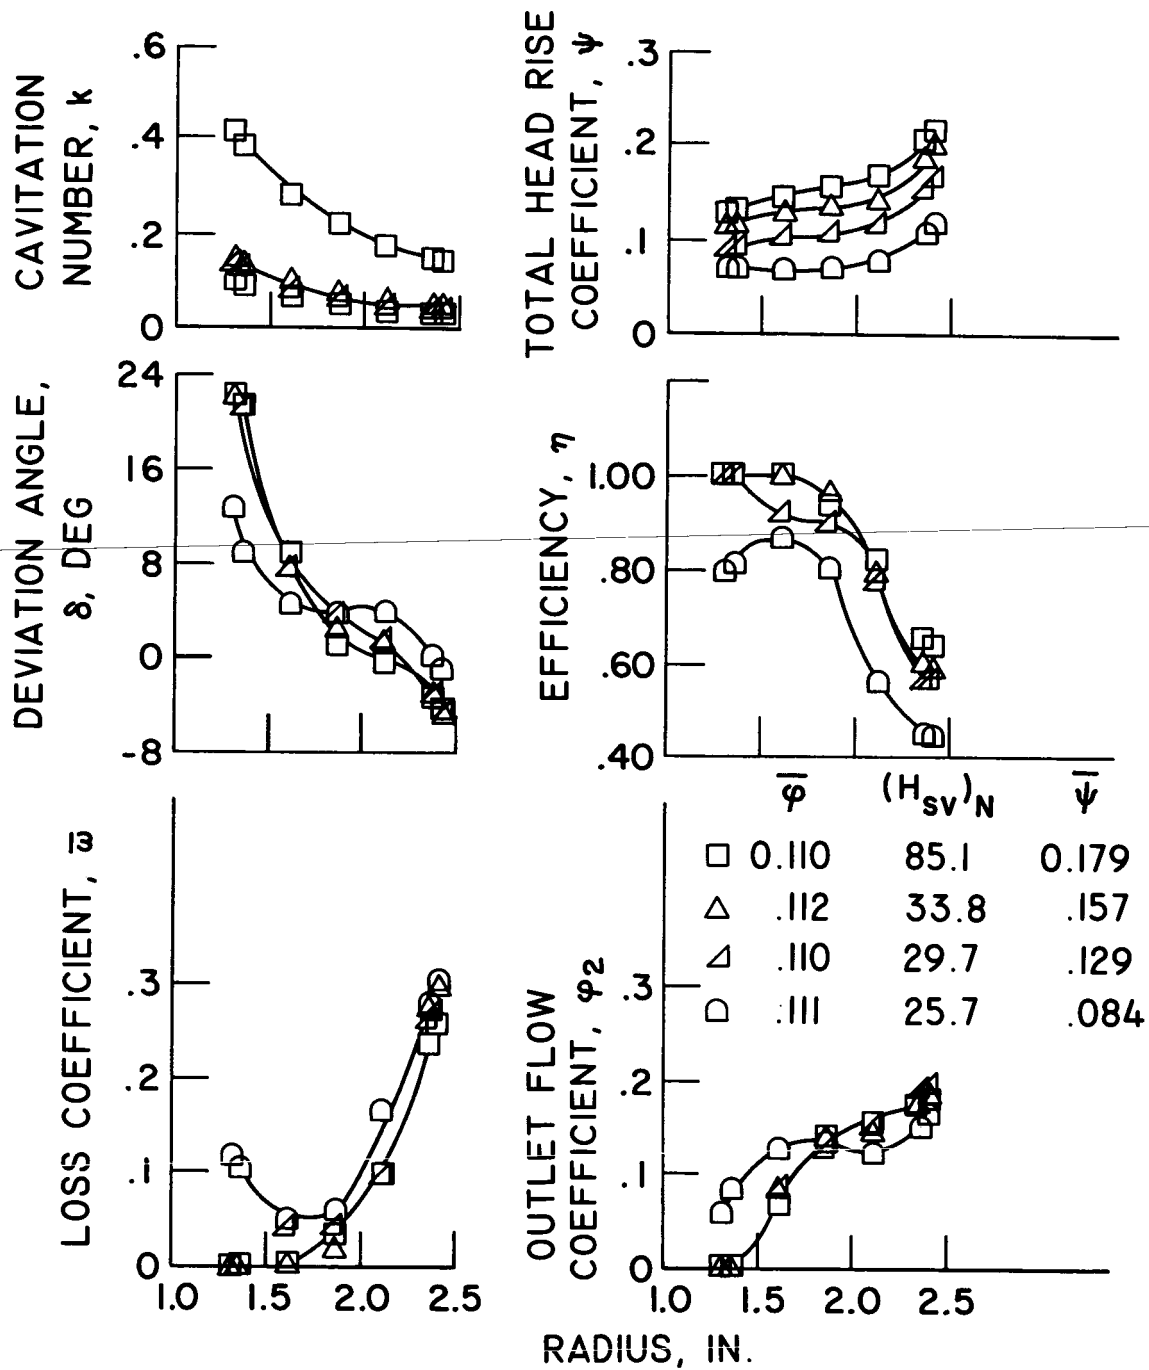 CAVITATION
NUMBER, k
.6
.4
.2
0
TOTAL HEAD RISE
COEFFICIENT, ψ
.3
.2
.1
0
DEVIATION ANGLE,
δ, DEG
24
16
8
0
-8
EFFICIENCY, η
1.00
.80
.60
.40
φ̅ (H_SV)_N ψ̅
0.110 85.1 0.179
.112 33.8 .157
.110 29.7 .129
.111 25.7 .084
LOSS COEFFICIENT, ω̅
.3
.2
.1
0
1.0 1.5 2.0 2.5
OUTLET FLOW
COEFFICIENT, φ2
.3
.2
.1
0
1.0 1.5 2.0 2.5
RADIUS, IN.